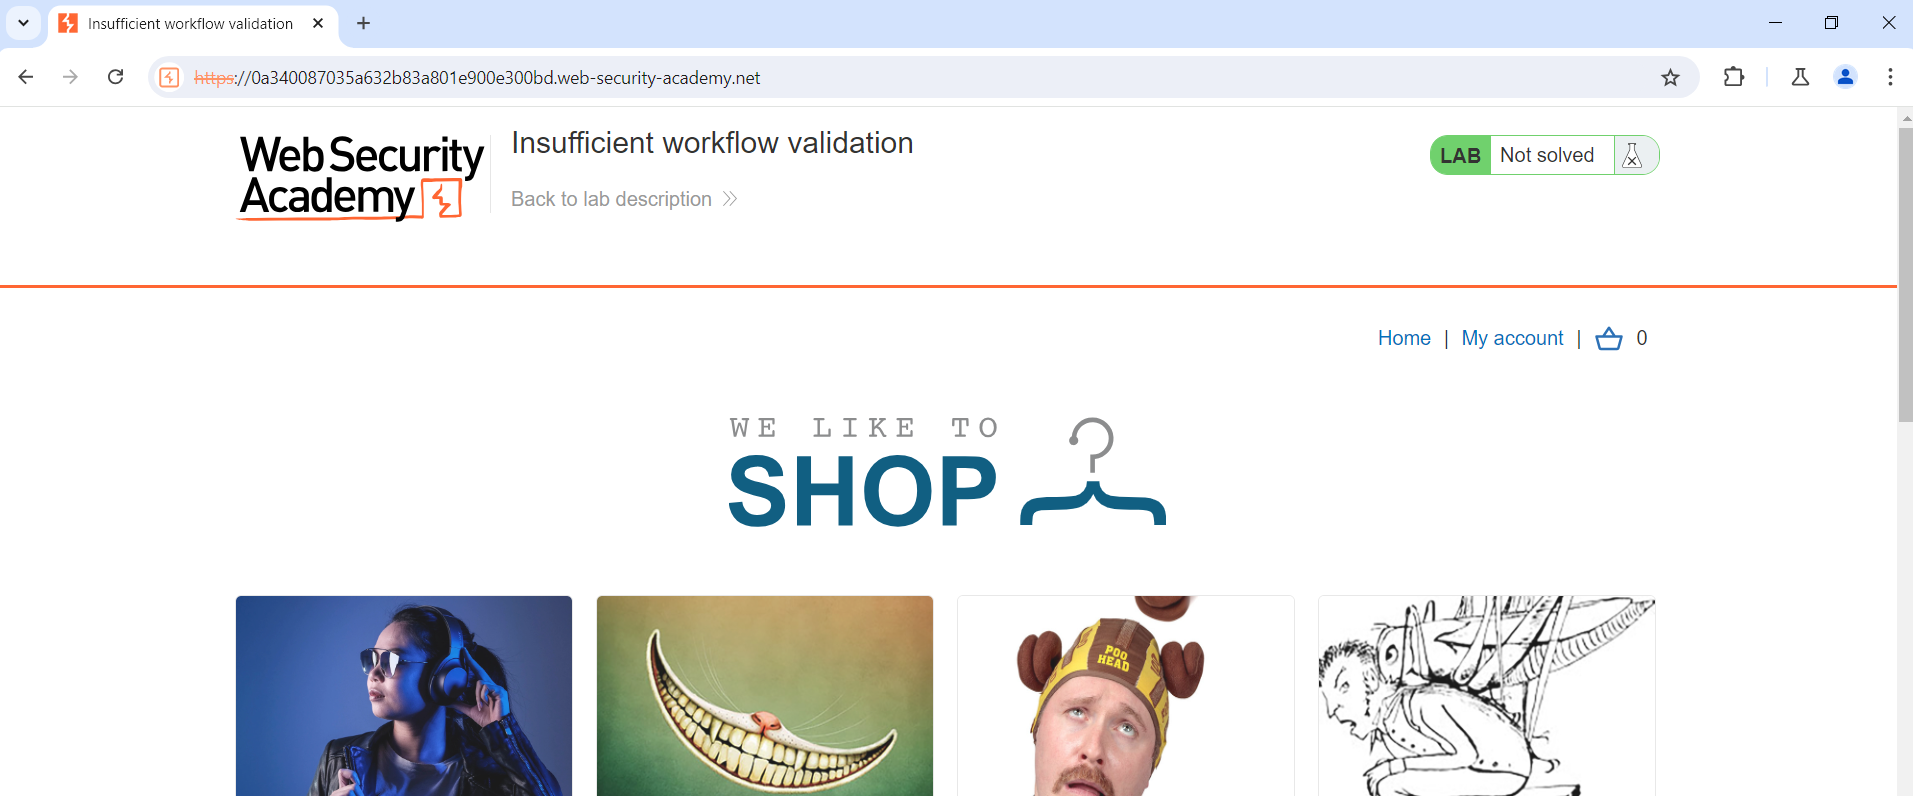 Insufficient workflow validation
https://0a340087035a632b83a801e900e300bd.web-security-academy.net
Web Security
Academy
Insufficient workflow validation
Back to lab description
LAB Not solved
Home | My account | 0
WE LIKE TO
SHOP
POO
HEAD